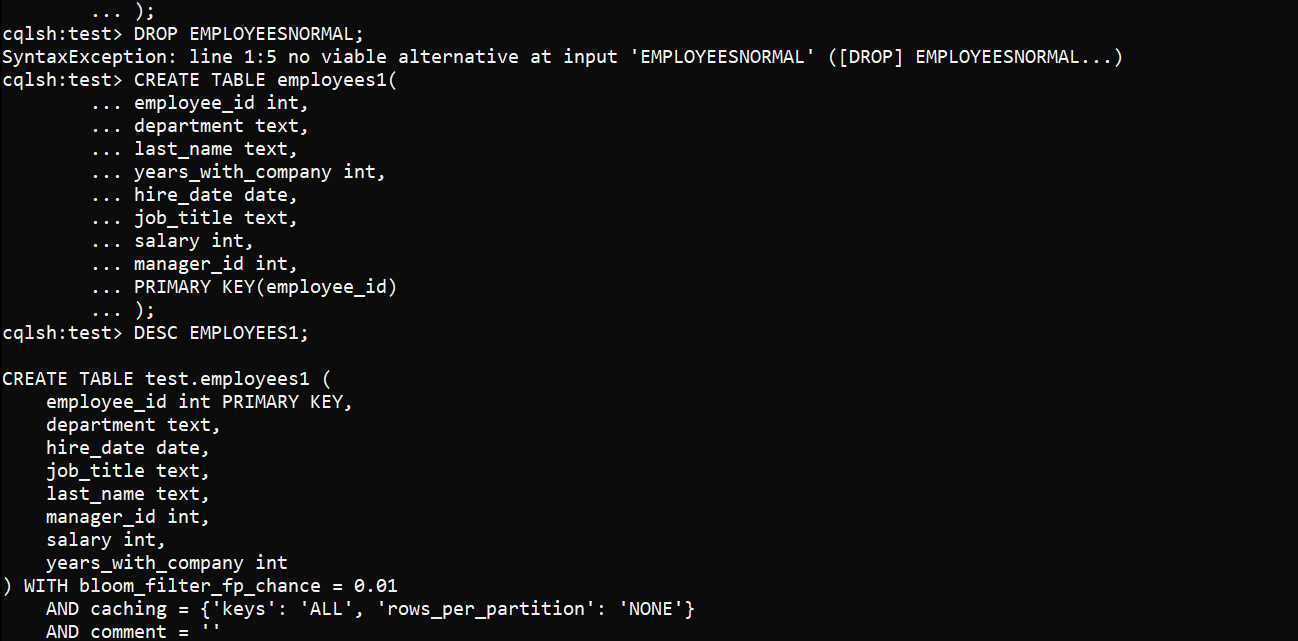 ... );
cqlsh:test> DROP EMPLOYEESNORMAL;
SyntaxException: line 1:5 no viable alternative at input 'EMPLOYEESNORMAL' ([DROP] EMPLOYEESNORMAL...)
cqlsh:test> CREATE TABLE employees1(
... employee_id int,
... department text,
... last_name text,
... years_with_company int,
... hire_date date,
... job_title text,
... salary int,
... manager_id int,
... PRIMARY KEY(employee_id)
... );
cqlsh:test> DESC EMPLOYEES1;
CREATE TABLE test.employees1 (
employee_id int PRIMARY KEY,
department text,
hire_date date,
job_title text,
last_name text,
manager_id int,
salary int,
years_with_company int
) WITH bloom_filter_fp_chance = 0.01
AND caching = {'keys': 'ALL', 'rows_per_partition': 'NONE'}
AND comment = ''